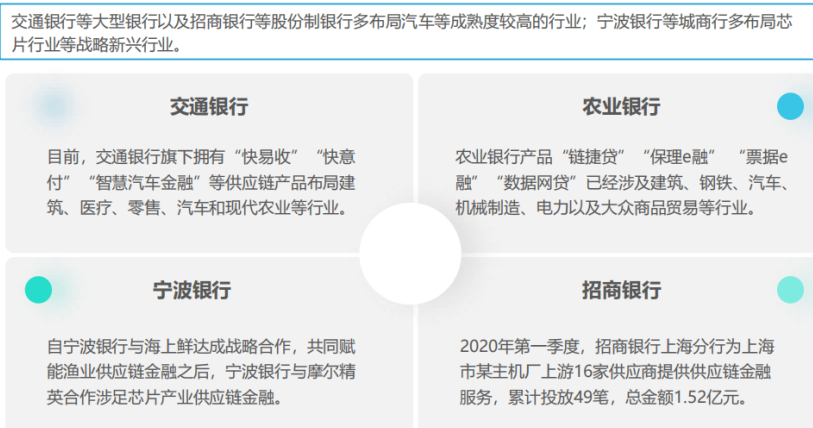 交通银行等大型银行以及招商银行等股份制银行多布局汽车等成熟度较高的行业；宁波银行等城商行多布局芯
片行业等战略新兴行业。
交通银行
目前，交通银行旗下拥有“快易收”“快意
付”“智慧汽车金融”等供应链产品布局建
筑、医疗、零售、汽车和现代农业等行业。
农业银行
农业银行产品“链捷贷”“保理e融” “票据e
融”“数据网贷”已经涉及建筑、钢铁、汽车、
机械制造、电力以及大众商品贸易等行业。
宁波银行
自宁波银行与海上鲜达成战略合作，共同赋
能渔业供应链金融之后，宁波银行与摩尔精
英合作涉足芯片产业供应链金融。
招商银行
2020年第一季度，招商银行上海分行为上海
市某主机厂上游16家供应商提供供应链金融
服务，累计投放49笔，总金额1.52亿元。